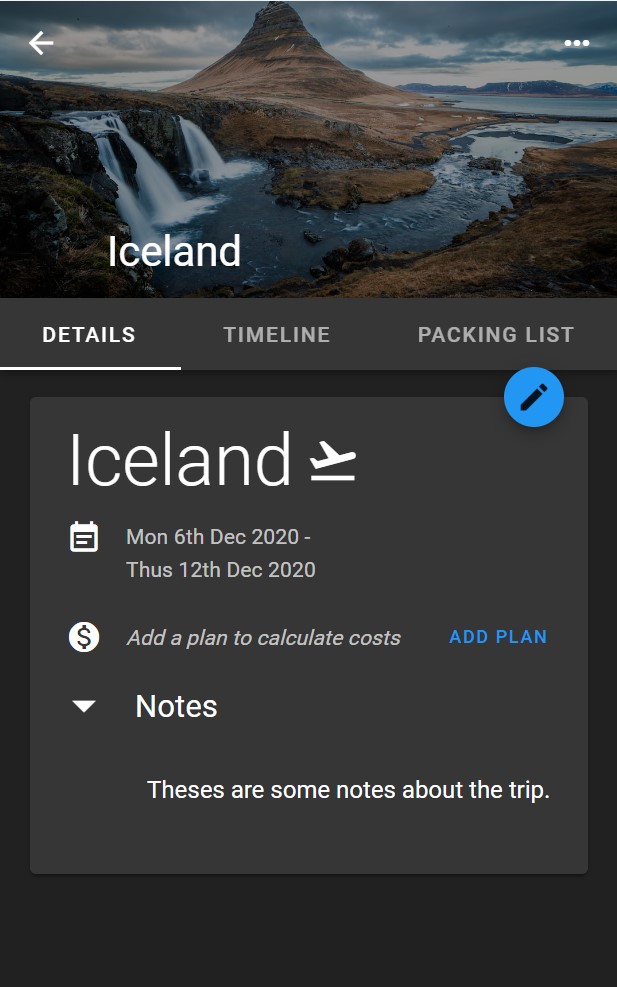 Iceland
DETAILS TIMELINE PACKING LIST
Iceland
Mon 6th Dec 2020 -
Thus 12th Dec 2020
$ Add a plan to calculate costs ADD PLAN
Notes
Theses are some notes about the trip.